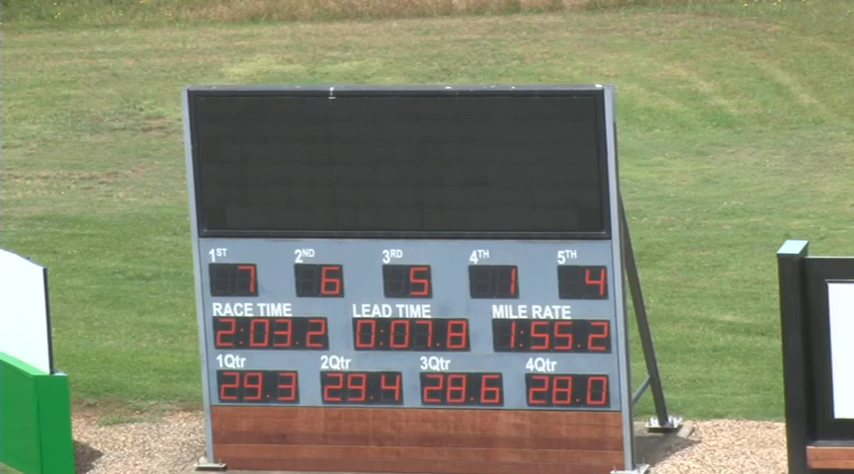 1ST 2ND 3RD 4TH 5TH
7 6 5 1 4
RACE TIME LEAD TIME MILE RATE
2:03.2 0:07.8 1:55.2
1Qtr 2Qtr 3Qtr 4Qtr
29.3 29.4 28.6 28.0